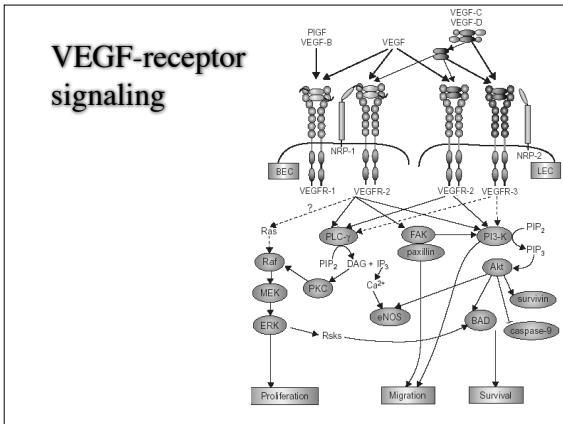 VEGF-receptor
signaling
VEGF-C
VEGF-D
PlGF
VEGF-B
VEGF
NRP-1
NRP-2
BEC
LEC
VEGFR-1
VEGFR-2
VEGFR-2
VEGFR-3
?
Ras
PLC-γ
FAK
paxillin
PI3-K
PIP2
PIP3
Raf
PIP2
DAG + IP3
Akt
PKC
Ca2+
MEK
survivin
eNOS
BAD
ERK
Rsks
caspase-9
Proliferation
Migration
Survival